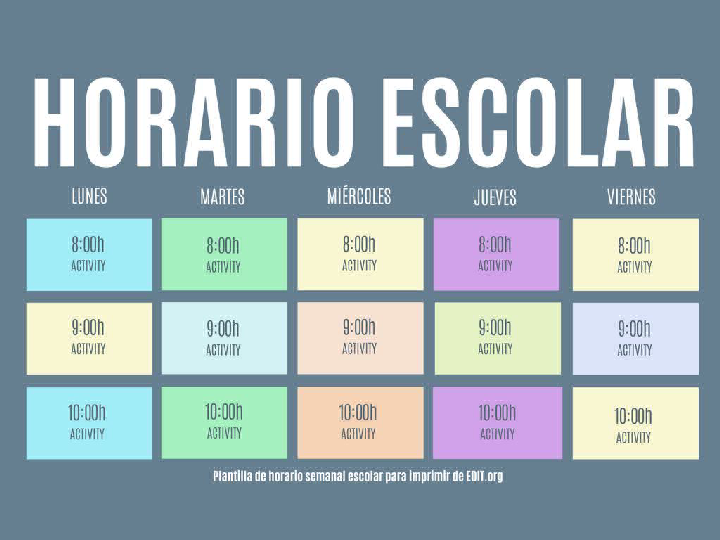 HORARIO ESCOLAR
LUNES MARTES MIÉRCOLES JUEVES VIERNES
8:00h 8:00h 8:00h 8:00h 8:00h
ACTIVITY ACTIVITY ACTIVITY ACTIVITY ACTIVITY
9:00h 9:00h 9:00h 9:00h 9:00h
ACTIVITY ACTIVITY ACTIVITY ACTIVITY ACTIVITY
10:00h 10:00h 10:00h 10:00h 10:00h
ACTIVITY ACTIVITY ACTIVITY ACTIVITY ACTIVITY
Plantilla de horario semanal escolar para imprimir de EDIT.org